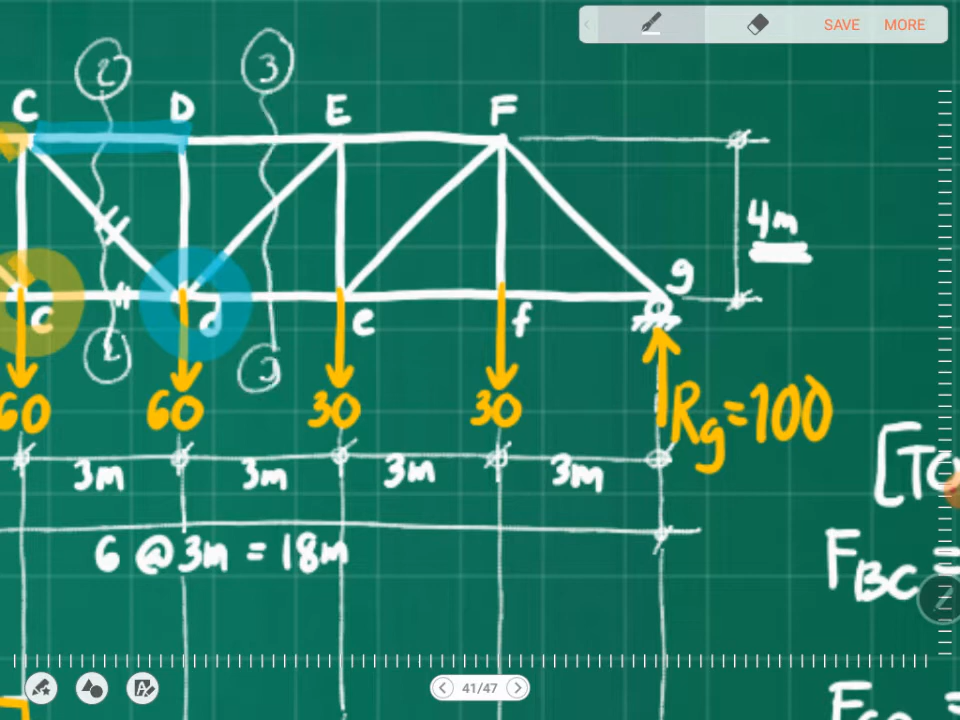 SAVE MORE
2 3
C D E F
4m
g
c d e f
2 3
60 60 30 30
Rg=100
3m 3m 3m 3m
[TO
6 @3m = 18m
FBC =
41/47